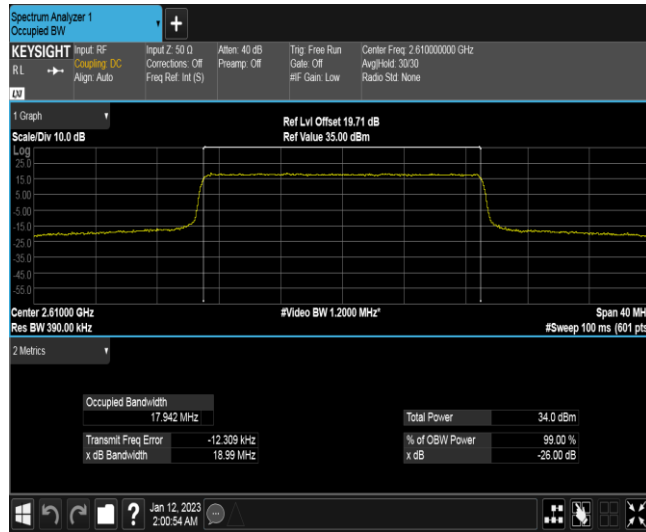 Spectrum Analyzer 1
Occupied BW
+
KEYSIGHT
RL
LXI
Input: RF
Coupling: DC
Align: Auto
Input Z: 50 Ω
Corrections: Off
Freq Ref: Int (S)
Atten: 40 dB
Preamp: Off
Trig: Free Run
Gate: Off
#IF Gain: Low
Center Freq: 2.610000000 GHz
Avg|Hold: 30/30
Radio Std: None
1 Graph
Scale/Div 10.0 dB
Ref Lvl Offset 19.71 dB
Ref Value 35.00 dBm
Log
25.0
15.0
5.00
-5.00
-15.0
-25.0
-35.0
-45.0
-55.0
Center 2.61000 GHz
Res BW 390.00 kHz
#Video BW 1.2000 MHz*
Span 40 MH
#Sweep 100 ms (601 pts
2 Metrics
Occupied Bandwidth
17.942 MHz
Transmit Freq Error -12.309 kHz
x dB Bandwidth 18.99 MHz
Total Power 34.0 dBm
% of OBW Power 99.00 %
x dB -26.00 dB
?
Jan 12, 2023
2:00:54 AM